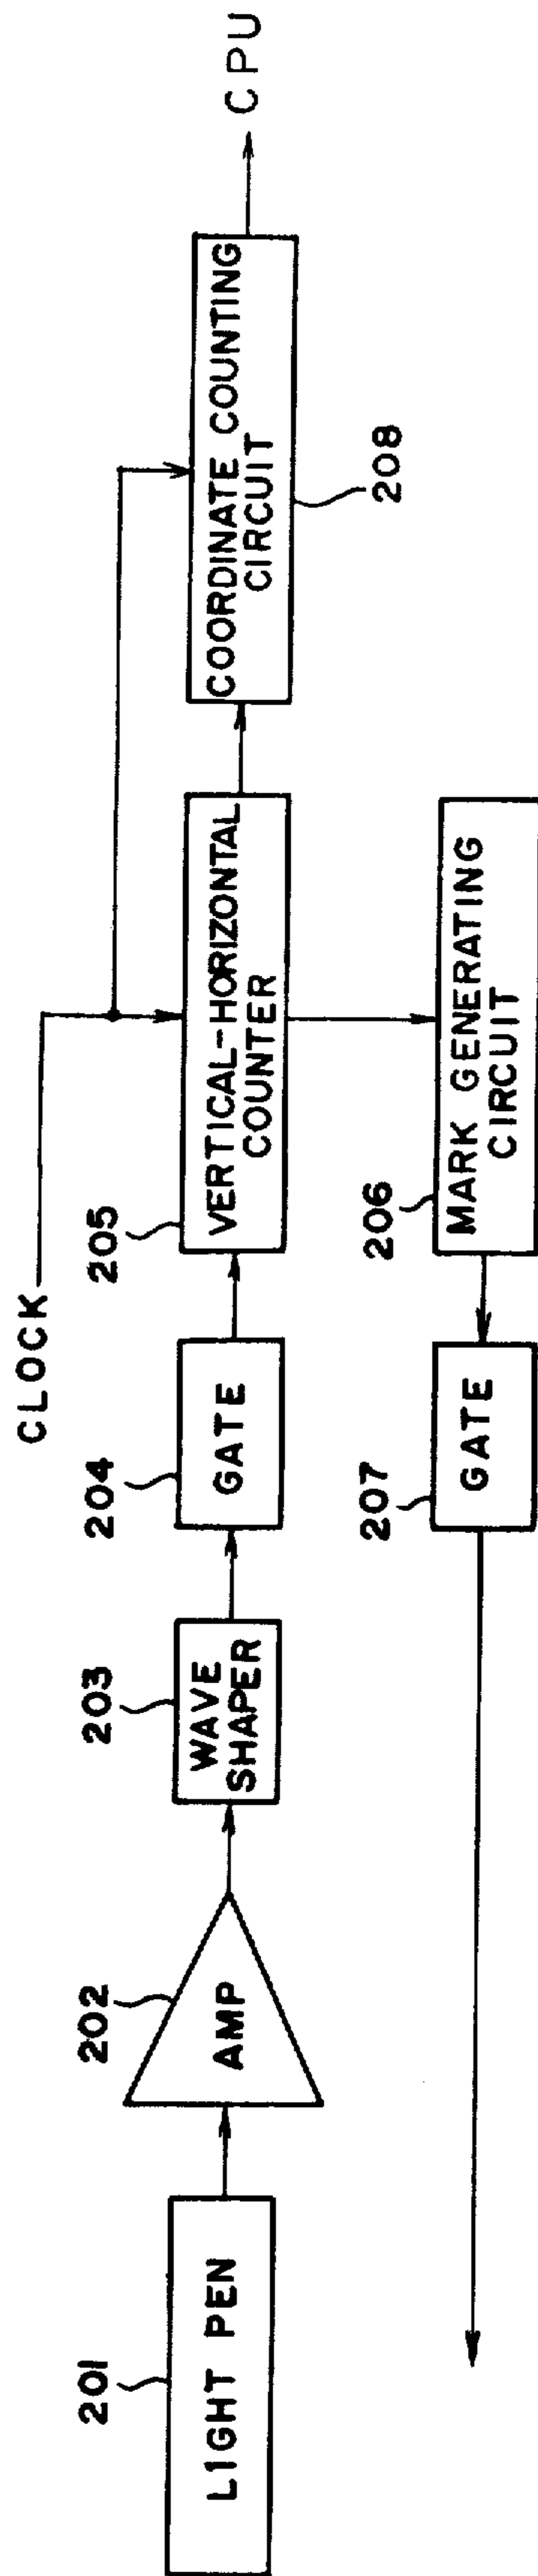 201
LIGHT PEN
202
AMP
203
WAVE
SHAPER
204
GATE
CLOCK
205
VERTICAL-HORIZONTAL
COUNTER
COORDINATE COUNTING
CIRCUIT
208
CPU
206
MARK GENERATING
CIRCUIT
207
GATE